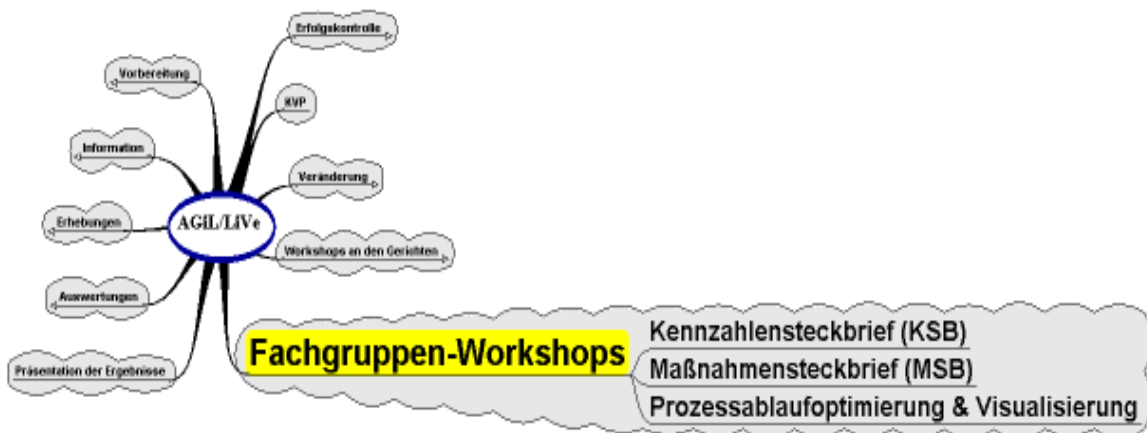 Erfolgskontrolle
Vorbereitung
KVP
Information
Veränderung
Erhebungen
AGiL/LiVe
Workshops an den Gerichten
Auswertungen
Präsentation der Ergebnisse
Fachgruppen-Workshops
Kennzahlensteckbrief (KSB)
Maßnahmensteckbrief (MSB)
Prozessablaufoptimierung & Visualisierung